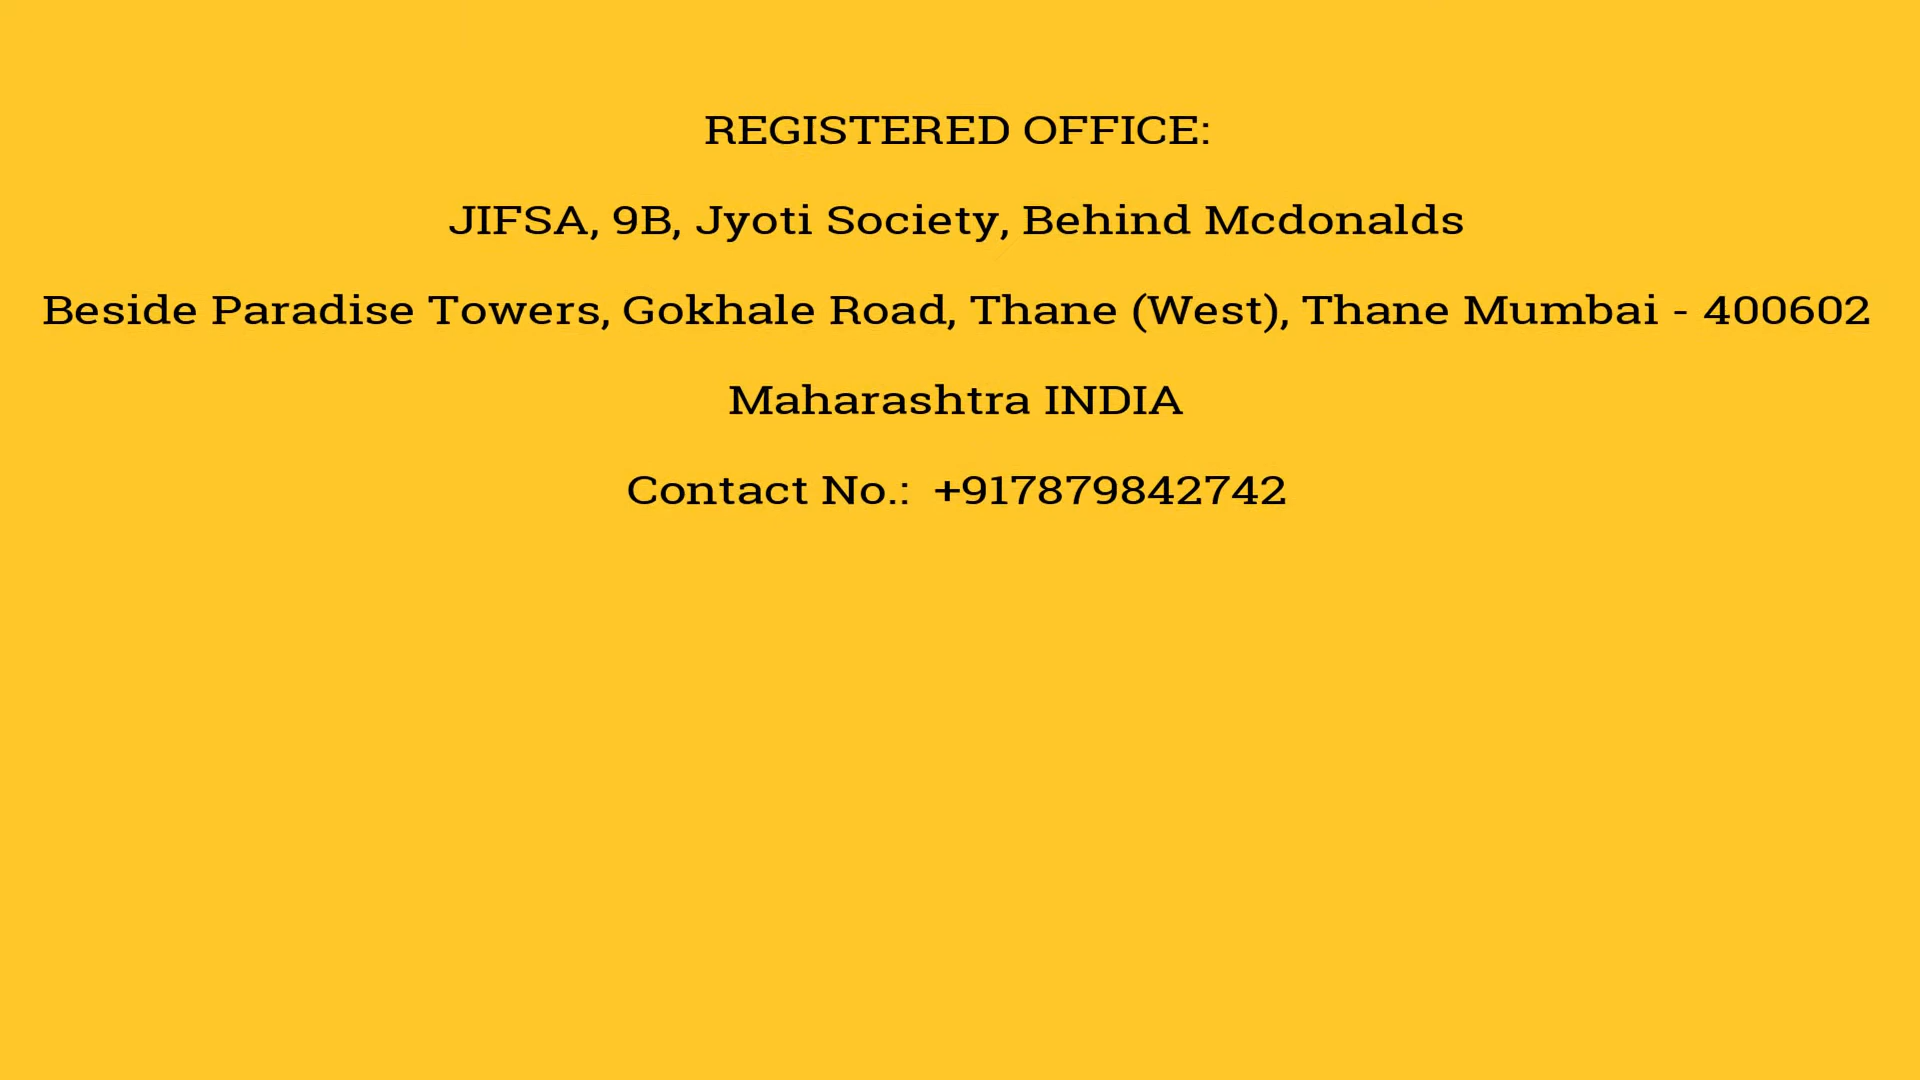 REGISTERED OFFICE:
JIFSA, 9B, Jyoti Society, Behind Mcdonalds
Beside Paradise Towers, Gokhale Road, Thane (West), Thane Mumbai - 400602
Maharashtra INDIA
Contact No.:  +917879842742